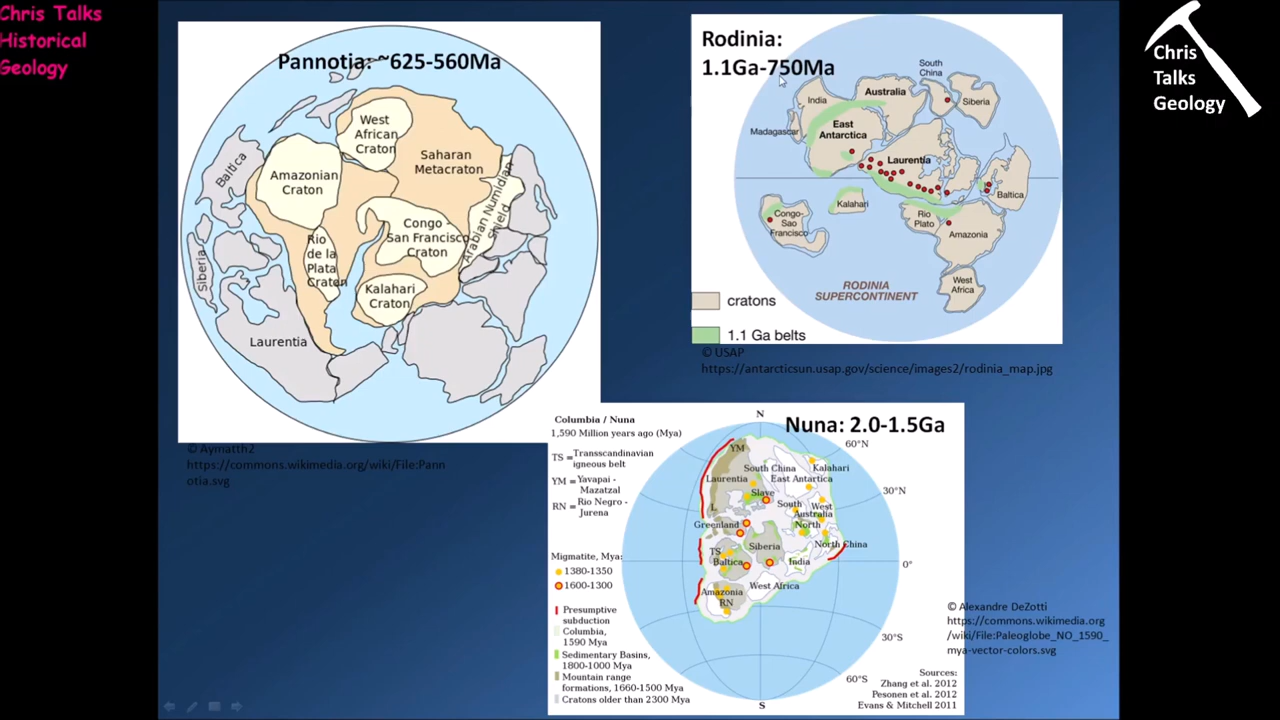 Chris Talks
Historical
Geology
Chris
Talks
Geology
Pannotia: ~625-560Ma
West
African
Craton
Saharan
Metacraton
Amazonian
Craton
Baltica
Siberia
Rio
de la
Plata
Craton
Congo -
San Francisco
Craton
Arabian Numidian
Shield
Kalahari
Craton
Laurentia
© Aymatth2
https://commons.wikimedia.org/wiki/File:Pann
otia.svg
Rodinia:
1.1Ga-750Ma
South
China
India
Australia
Siberia
East
Antarctica
Madagascar
Laurentia
Baltica
Kalahari
Congo-
Sao
Francisco
Rio
Plato
Amazonia
West
Africa
RODINIA
SUPERCONTINENT
cratons
1.1 Ga belts
© USAP
https://antarcticsun.usap.gov/science/images2/rodinia_map.jpg
Nuna: 2.0-1.5Ga
Columbia / Nuna
1,590 Million years ago (Mya)
TS = Transscandinavian
igneous belt
YM = Yavapai -
Mazatzal
RN = Rio Negro -
Jurena
Migmatite, Mya:
1380-1350
1600-1300
Presumptive
subduction
Columbia,
1590 Mya
Sedimentary Basins,
1800-1000 Mya
Mountain range
formations, 1660-1500 Mya
Cratons older than 2300 Mya
N
60°N
30°N
0°
30°S
60°S
S
YM
South China
Kalahari
Laurentia
East Antartica
Slave
L
South
West
Australia
Greenland
North
North China
TS
Siberia
Baltica
India
Amazonia
West Africa
RN
Sources:
Zhang et al. 2012
Pesonen et al. 2012
Evans & Mitchell 2011
© Alexandre DeZotti
https://commons.wikimedia.org
/wiki/File:Paleoglobe_NO_1590_
mya-vector-colors.svg